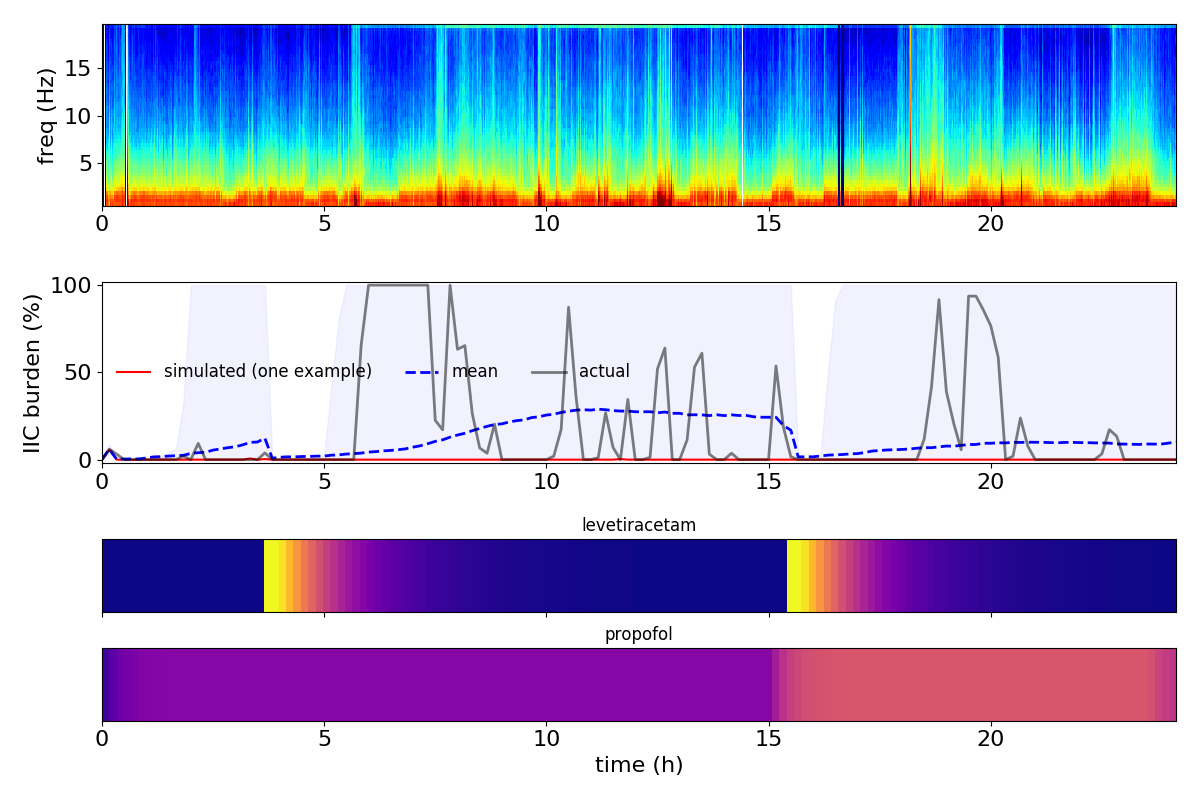 freq (Hz)
15
10
5
0 5 10 15 20
IIC burden (%)
100
50
0
simulated (one example) mean actual
0 5 10 15 20
levetiracetam
propofol
0 5 10 15 20
time (h)